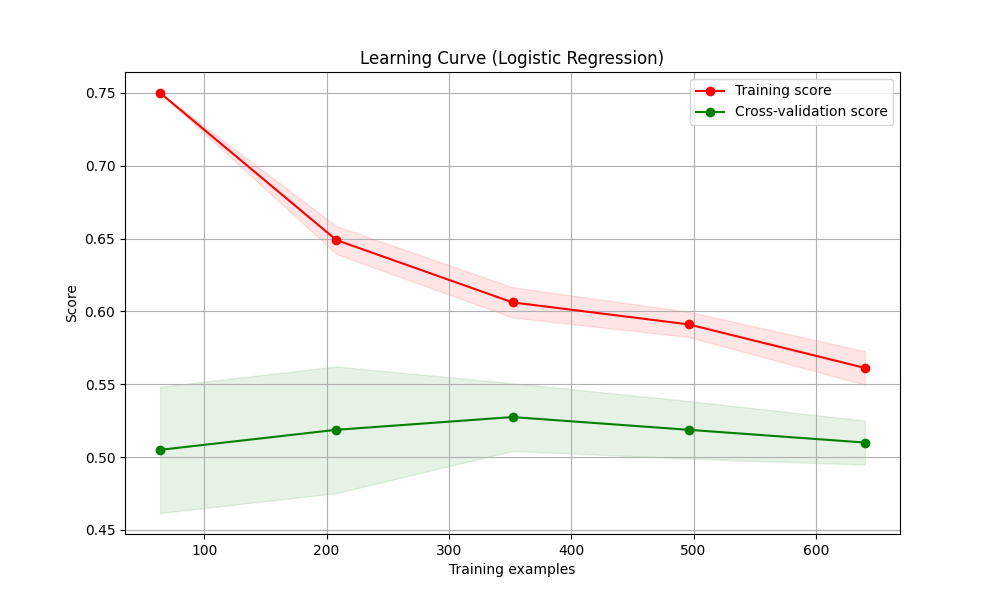 Learning Curve (Logistic Regression)
Training score
Cross-validation score
0.75
0.70
0.65
0.60
0.55
0.50
0.45
Score
100 200 300 400 500 600
Training examples